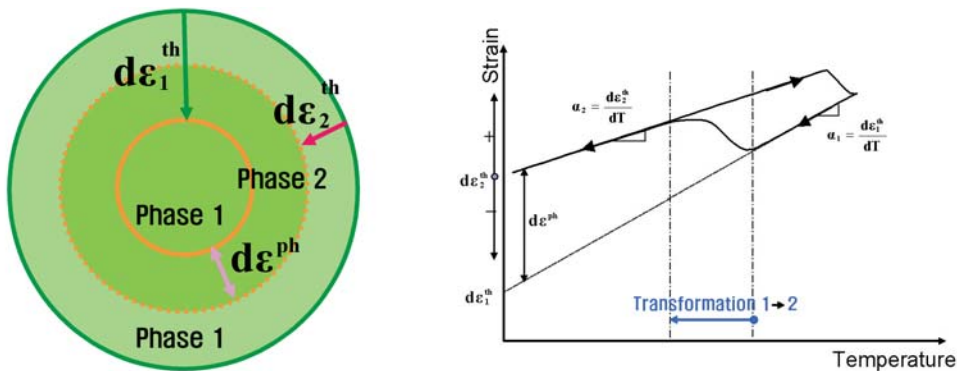 dε₁ᵗʰ
dε₂ᵗʰ
Phase 2
Phase 1
dεᵖʰ
Phase 1
Strain
α₂ = dε₂ᵗʰ/dT
α₁ = dε₁ᵗʰ/dT
+
dε₂ᵗʰ
−
dεᵖʰ
dε₁ᵗʰ
Transformation 1→2
Temperature